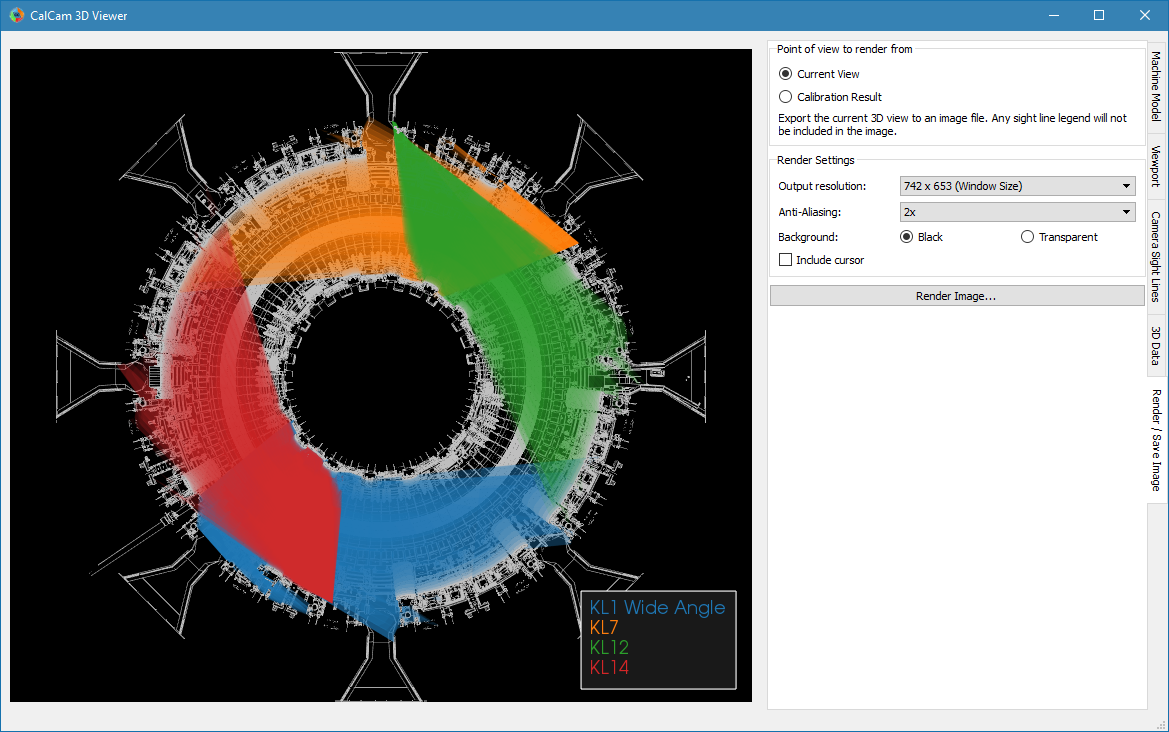 CalCam 3D Viewer
Point of view to render from
Current View
Calibration Result
Export the current 3D view to an image file. Any sight line legend will not
be included in the image.
Render Settings
Output resolution:
742 x 653 (Window Size)
Anti-Aliasing:
2x
Background:
Black
Transparent
Include cursor
Render Image...
Machine Model
Viewport
Camera Sight Lines
3D Data
Render / Save Image
KL1 Wide Angle
KL7
KL12
KL14